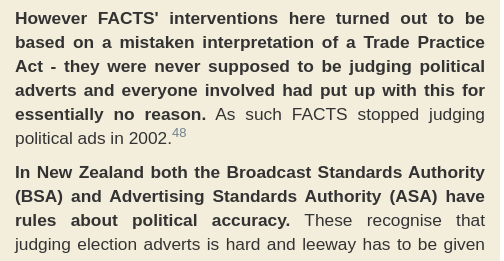 However FACTS' interventions here turned out to be
based on a mistaken interpretation of a Trade Practice
Act - they were never supposed to be judging political
adverts and everyone involved had put up with this for
essentially no reason. As such FACTS stopped judging
political ads in 2002.48
In New Zealand both the Broadcast Standards Authority
(BSA) and Advertising Standards Authority (ASA) have
rules about political accuracy. These recognise that
judging election adverts is hard and leeway has to be given